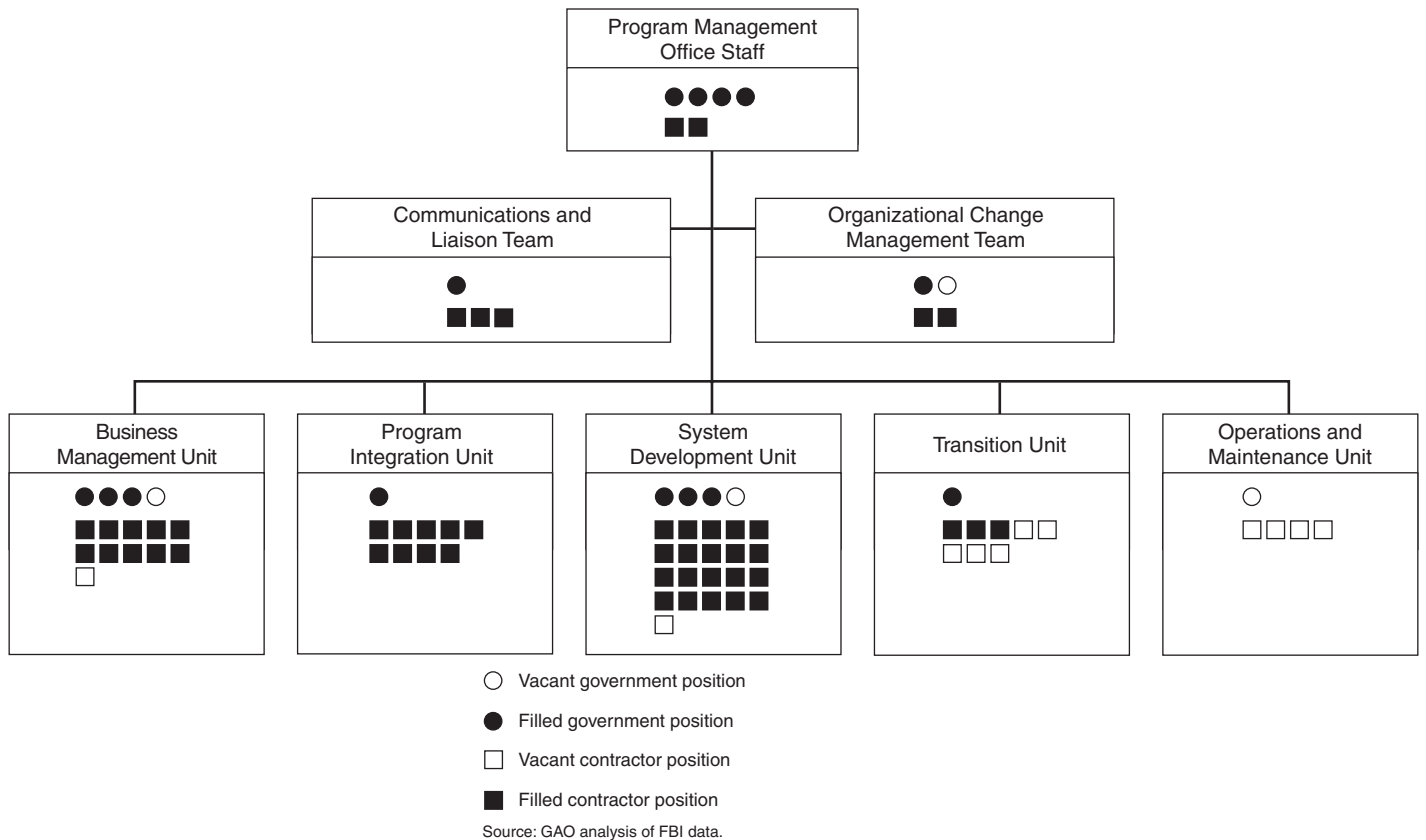 Program Management
Office Staff
Communications and
Liaison Team
Organizational Change
Management Team
Business
Management Unit
Program
Integration Unit
System
Development Unit
Transition Unit
Operations and
Maintenance Unit
Vacant government position
Filled government position
Vacant contractor position
Filled contractor position
Source: GAO analysis of FBI data.